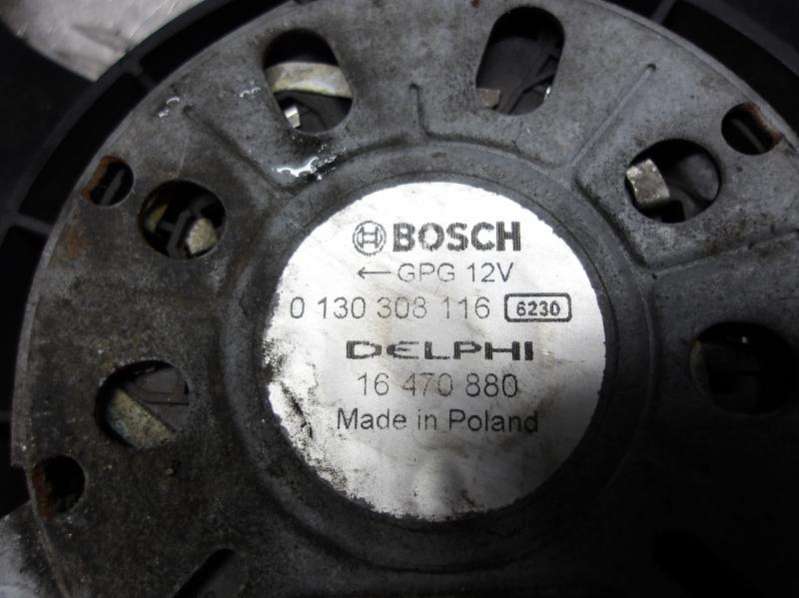 BOSCH
←GPG 12V
0 130 308 116 6230
DELPHI
16 470 880
Made in Poland